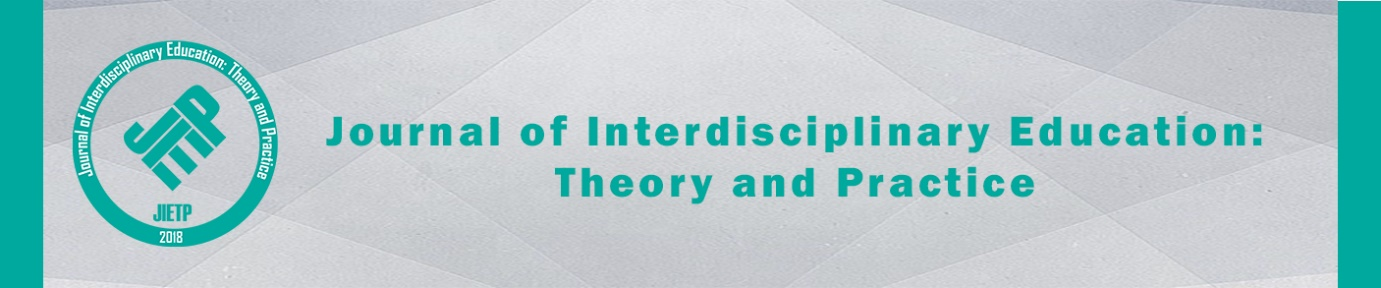 Journal of Interdisciplinary Education: Theory and Practice
JIETP
JIETP
2018
Journal of Interdisciplinary Education:
Theory and Practice